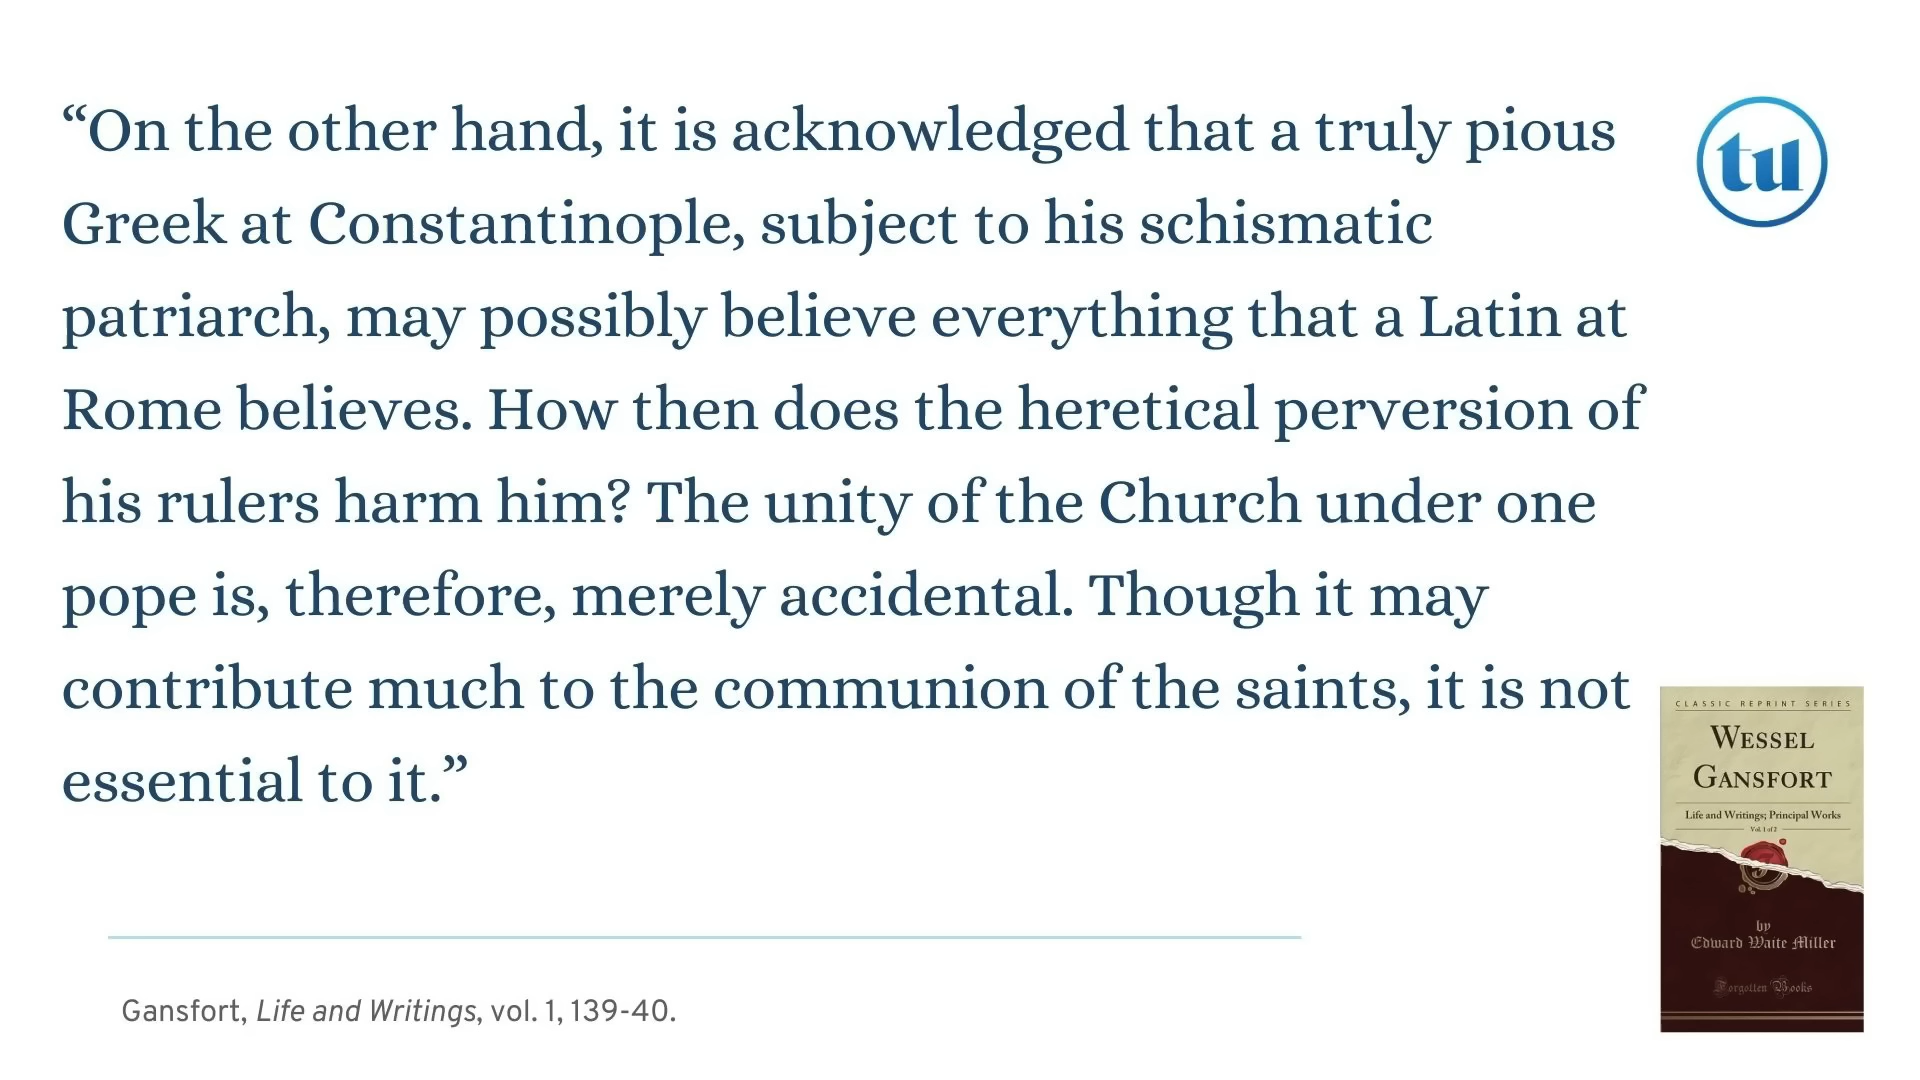 “On the other hand, it is acknowledged that a truly pious
Greek at Constantinople, subject to his schismatic
patriarch, may possibly believe everything that a Latin at
Rome believes. How then does the heretical perversion of
his rulers harm him? The unity of the Church under one
pope is, therefore, merely accidental. Though it may
contribute much to the communion of the saints, it is not
essential to it.”
Gansfort, Life and Writings, vol. 1, 139-40.
tu
CLASSIC REPRINT SERIES
WESSEL
GANSFORT
Life and Writings; Principal Works
Vol. 1 of 2
by
Edward Waite Miller
Forgotten Books